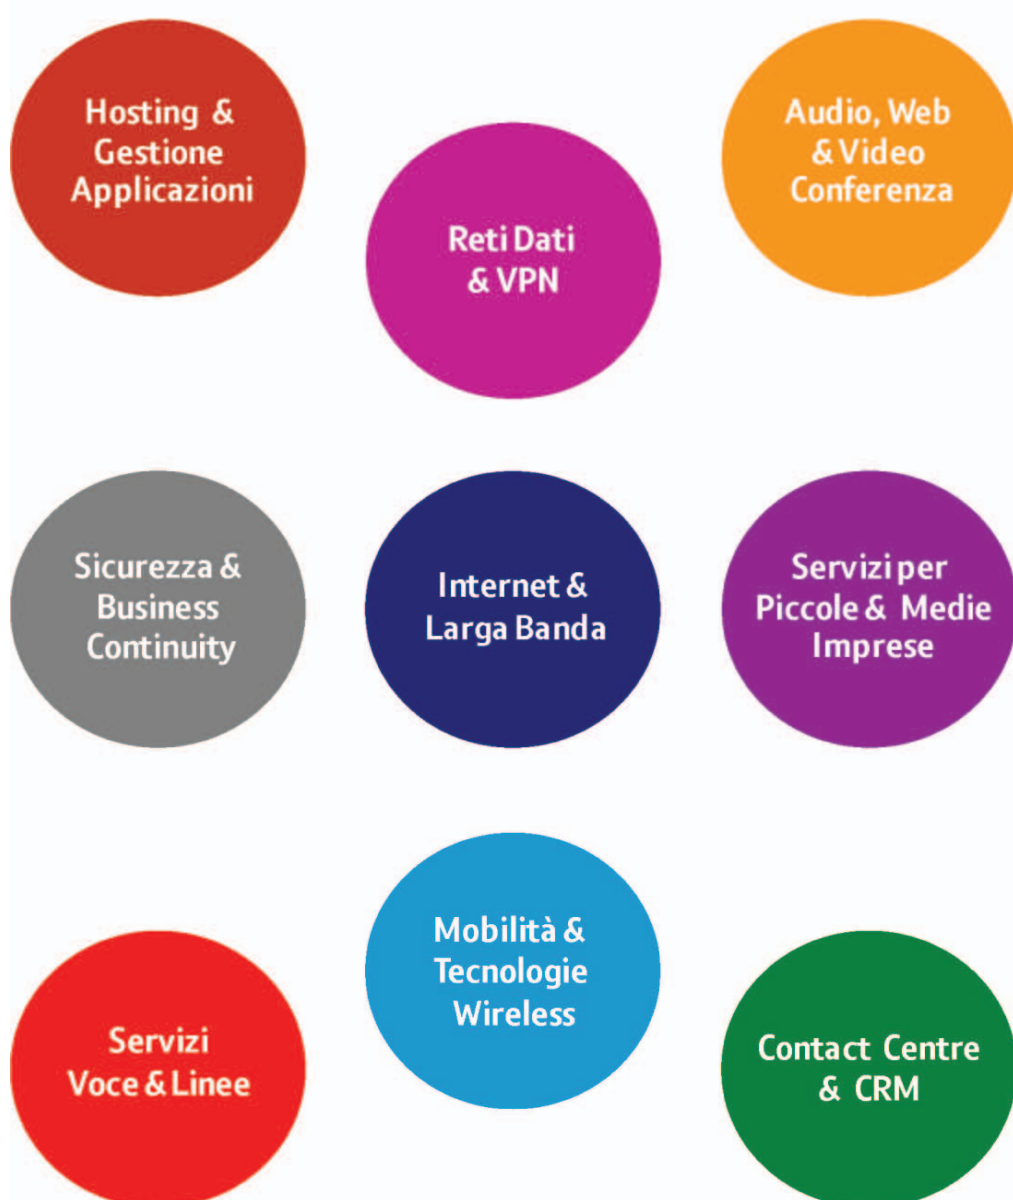 Hosting &
Gestione
Applicazioni
Audio, Web
& Video
Conferenza
Reti Dati
& VPN
Sicurezza &
Business
Continuity
Internet &
Larga Banda
Servizi per
Piccole & Medie
Imprese
Mobilità &
Tecnologie
Wireless
Servizi
Voce & Linee
Contact Centre
& CRM